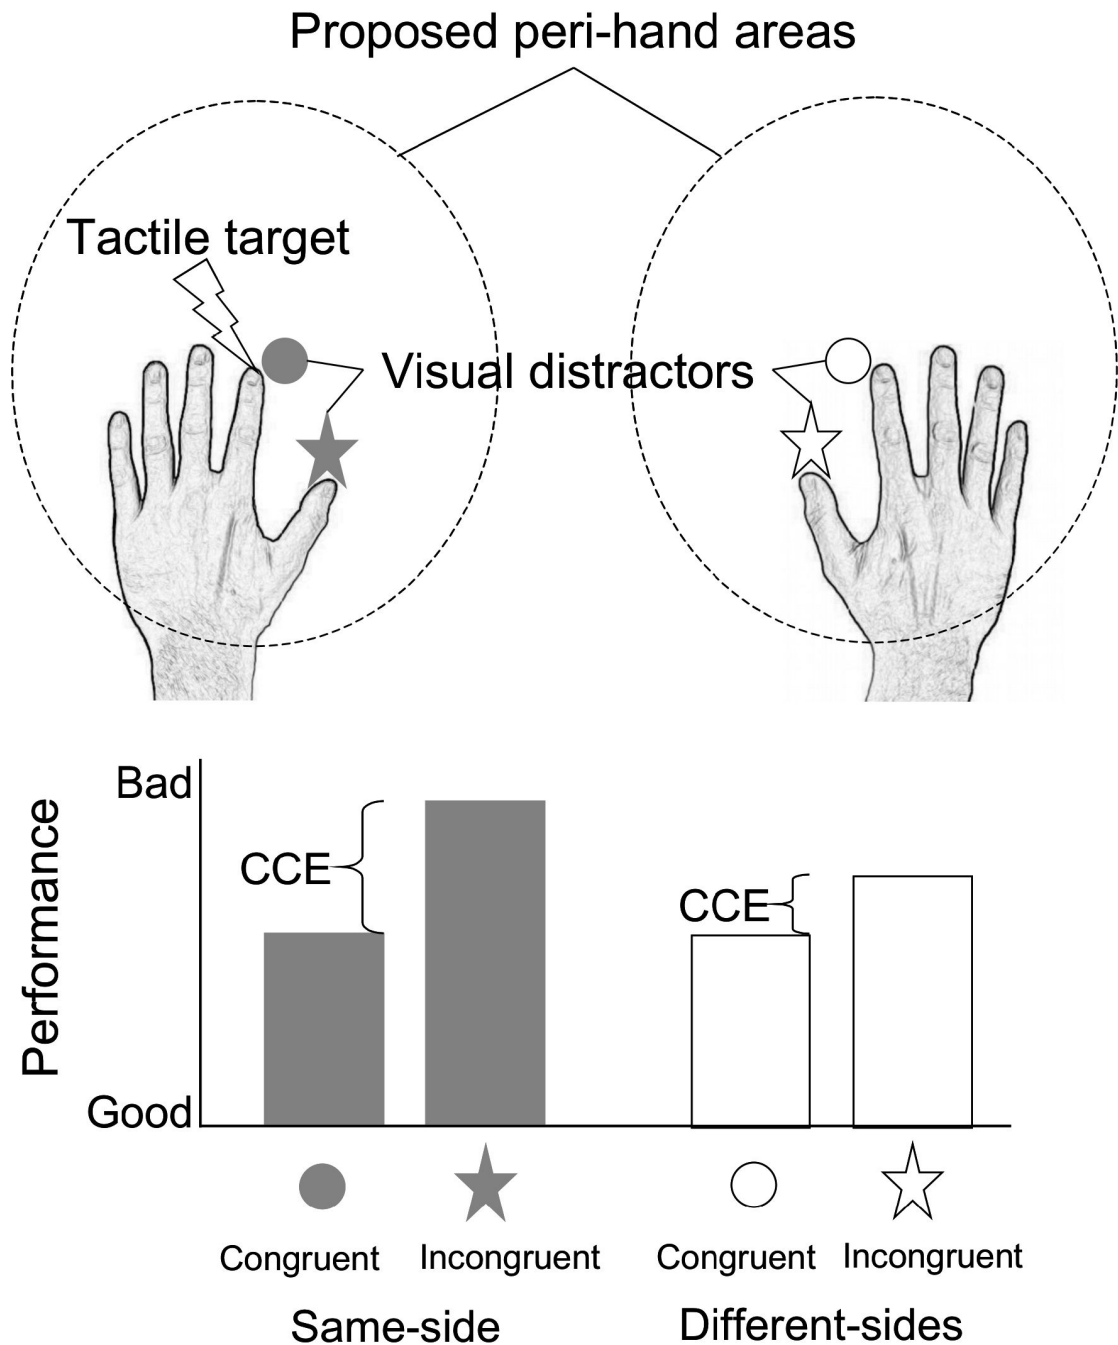 Proposed peri-hand areas
Tactile target
Visual distractors
Bad
CCE
CCE
Performance
Good
Congruent
Incongruent
Congruent
Incongruent
Same-side
Different-sides